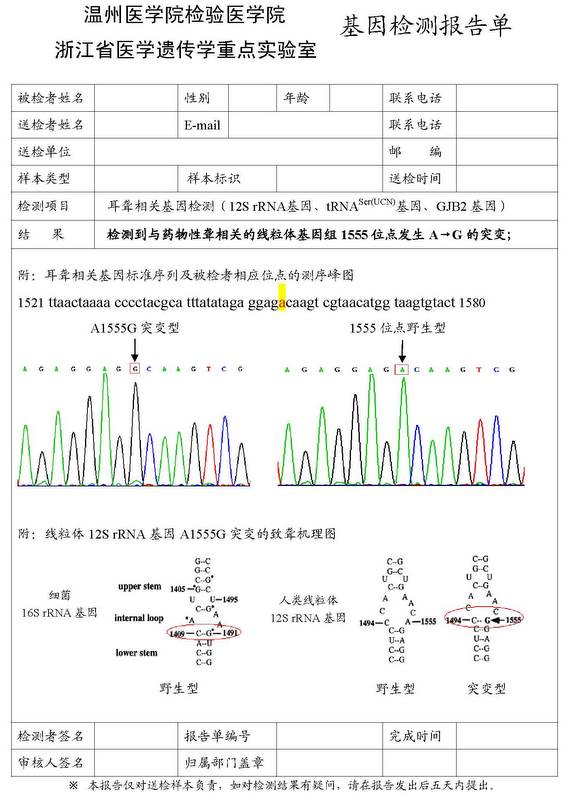 温州医学院检验医学院
浙江省医学遗传学重点实验室
基因检测报告单
被检者姓名 性别 年龄 联系电话
送检者姓名 E-mail 联系电话
送检单位 邮 编
样本类型 样本标识 送检时间
检测项目 耳聋相关基因检测（12S rRNA基因、tRNASer(UCN)基因、GJB2 基因）
结 果 检测到与药物性聋相关的线粒体基因组 1555 位点发生 A→G 的突变；
附：耳聋相关基因标准序列及被检者相应位点的测序峰图
1521 ttaactaaaa cccctacgca tttatataga ggagacaagt cgtaacatgg taagtgtact 1580
A1555G 突变型 1555 位点野生型
A G A G G A G G C A A G T C G
A G A G G A G A C A A G T C G
附：线粒体 12S rRNA 基因 A1555G 突变的致聋机理图
细菌
16S rRNA 基因
upper stem
1405
1495
internal loop
1409 C-G 1491
lower stem
人类线粒体
12S rRNA 基因
1494 C A 1555
1494 C-G 1555
野生型 野生型 突变型
检测者签名 报告单编号 完成时间
审核人签名 归属部门盖章
※ 本报告仅对送检样本负责，如对检测结果有疑问，请在报告发出后五天内提出。